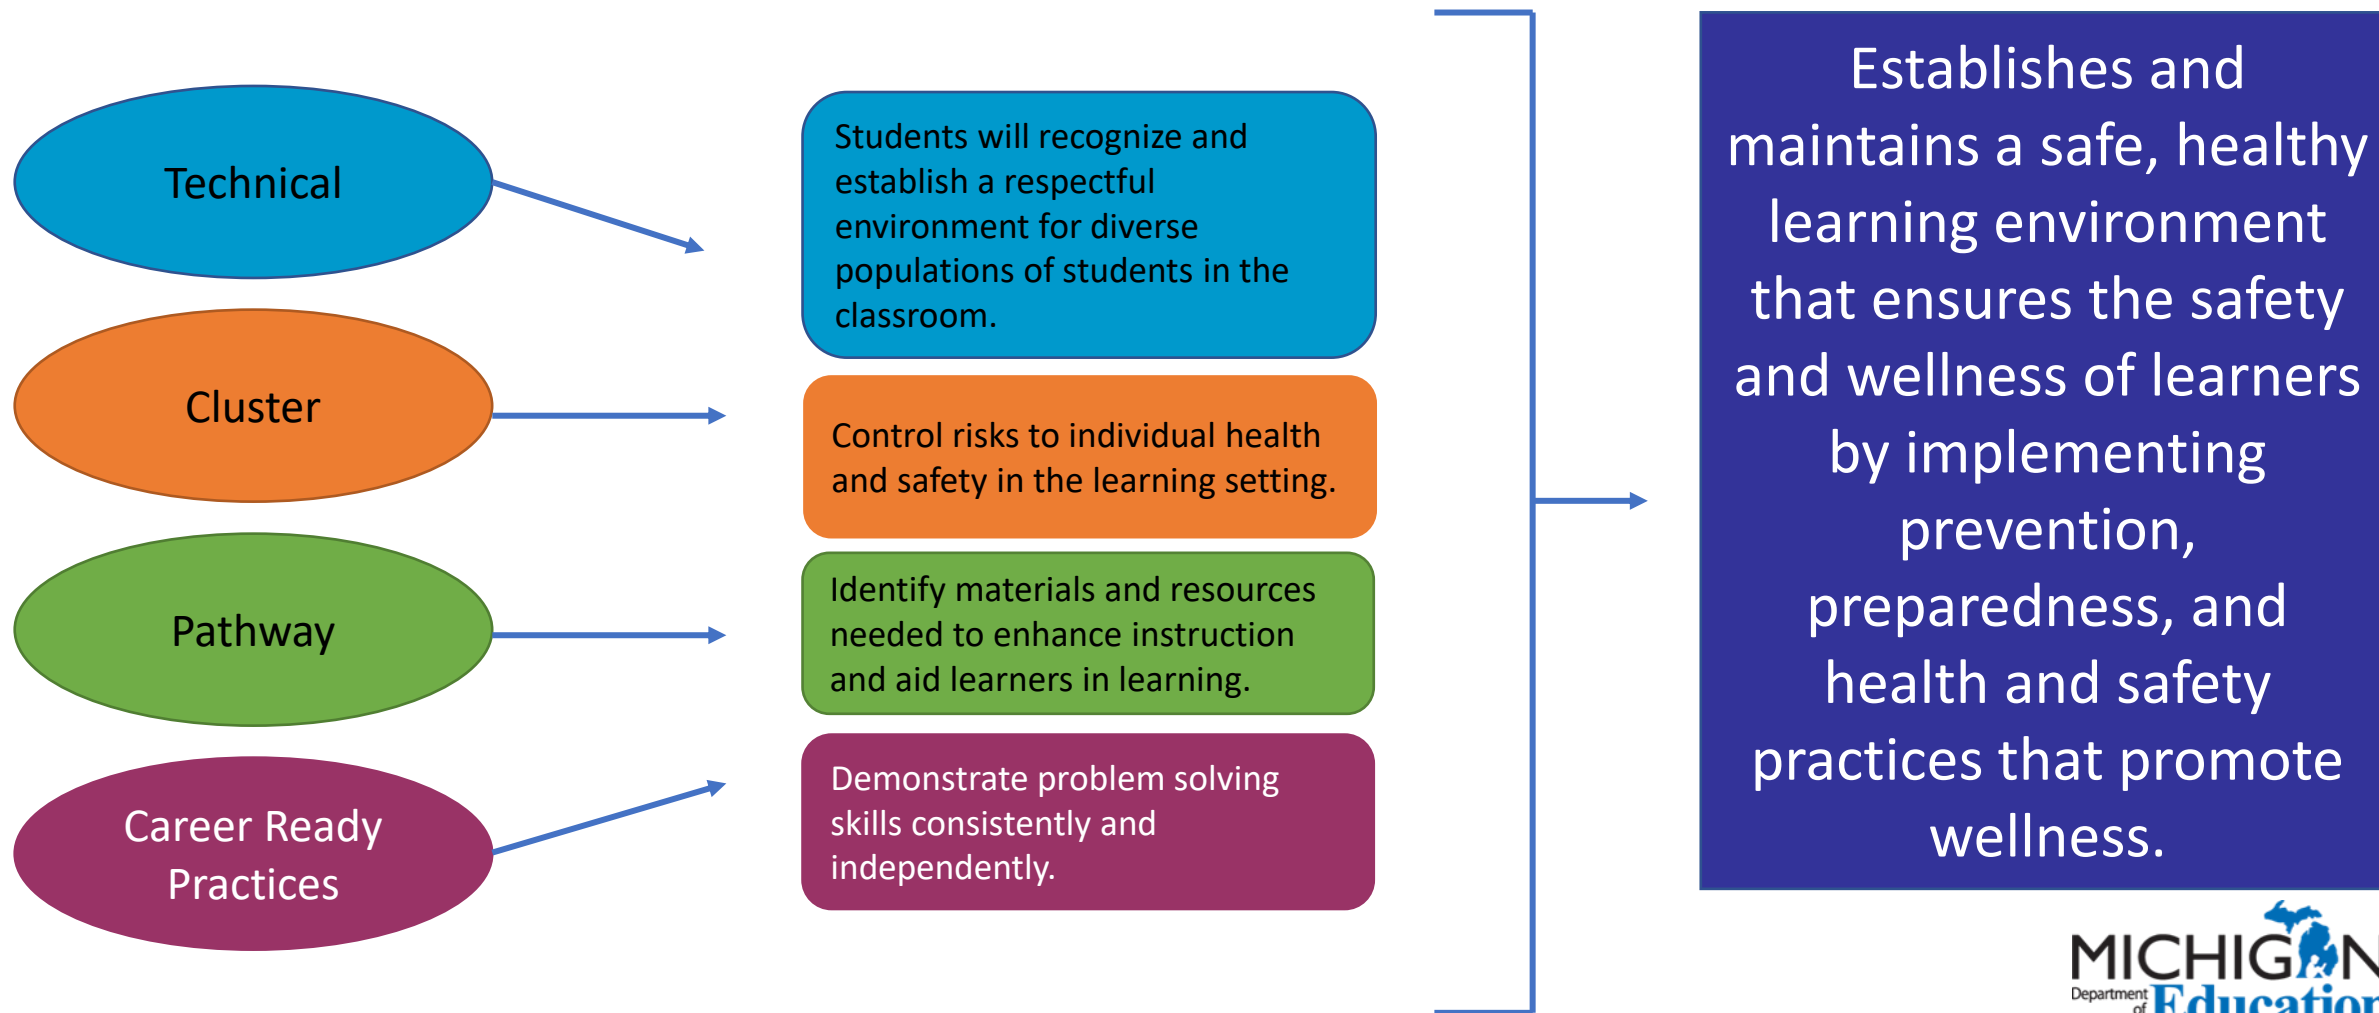 Technical
Students will recognize and
establish a respectful
environment for diverse
populations of students in the
classroom.
Cluster
Control risks to individual health
and safety in the learning setting.
Pathway
Identify materials and resources
needed to enhance instruction
and aid learners in learning.
Career Ready
Practices
Demonstrate problem solving
skills consistently and
independently.
Establishes and
maintains a safe, healthy
learning environment
that ensures the safety
and wellness of learners
by implementing
prevention,
preparedness, and
health and safety
practices that promote
wellness.
MICHIGAN
Department
of Education